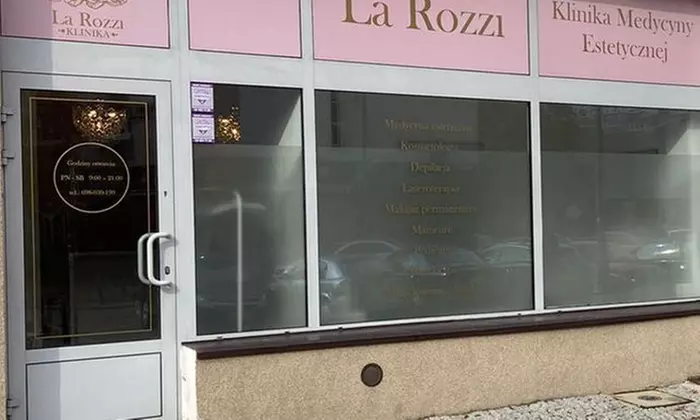 La Rozzi
KLINIKA
La Rozzi
Klinika Medycyny
Estetycznej
Godziny otwarcia
PN - SB 9:00 - 21:00
Medycyna estetyczna
Kosmetologia
Depilacja
Laseroterapia
Makijaż permanentny
Manicure